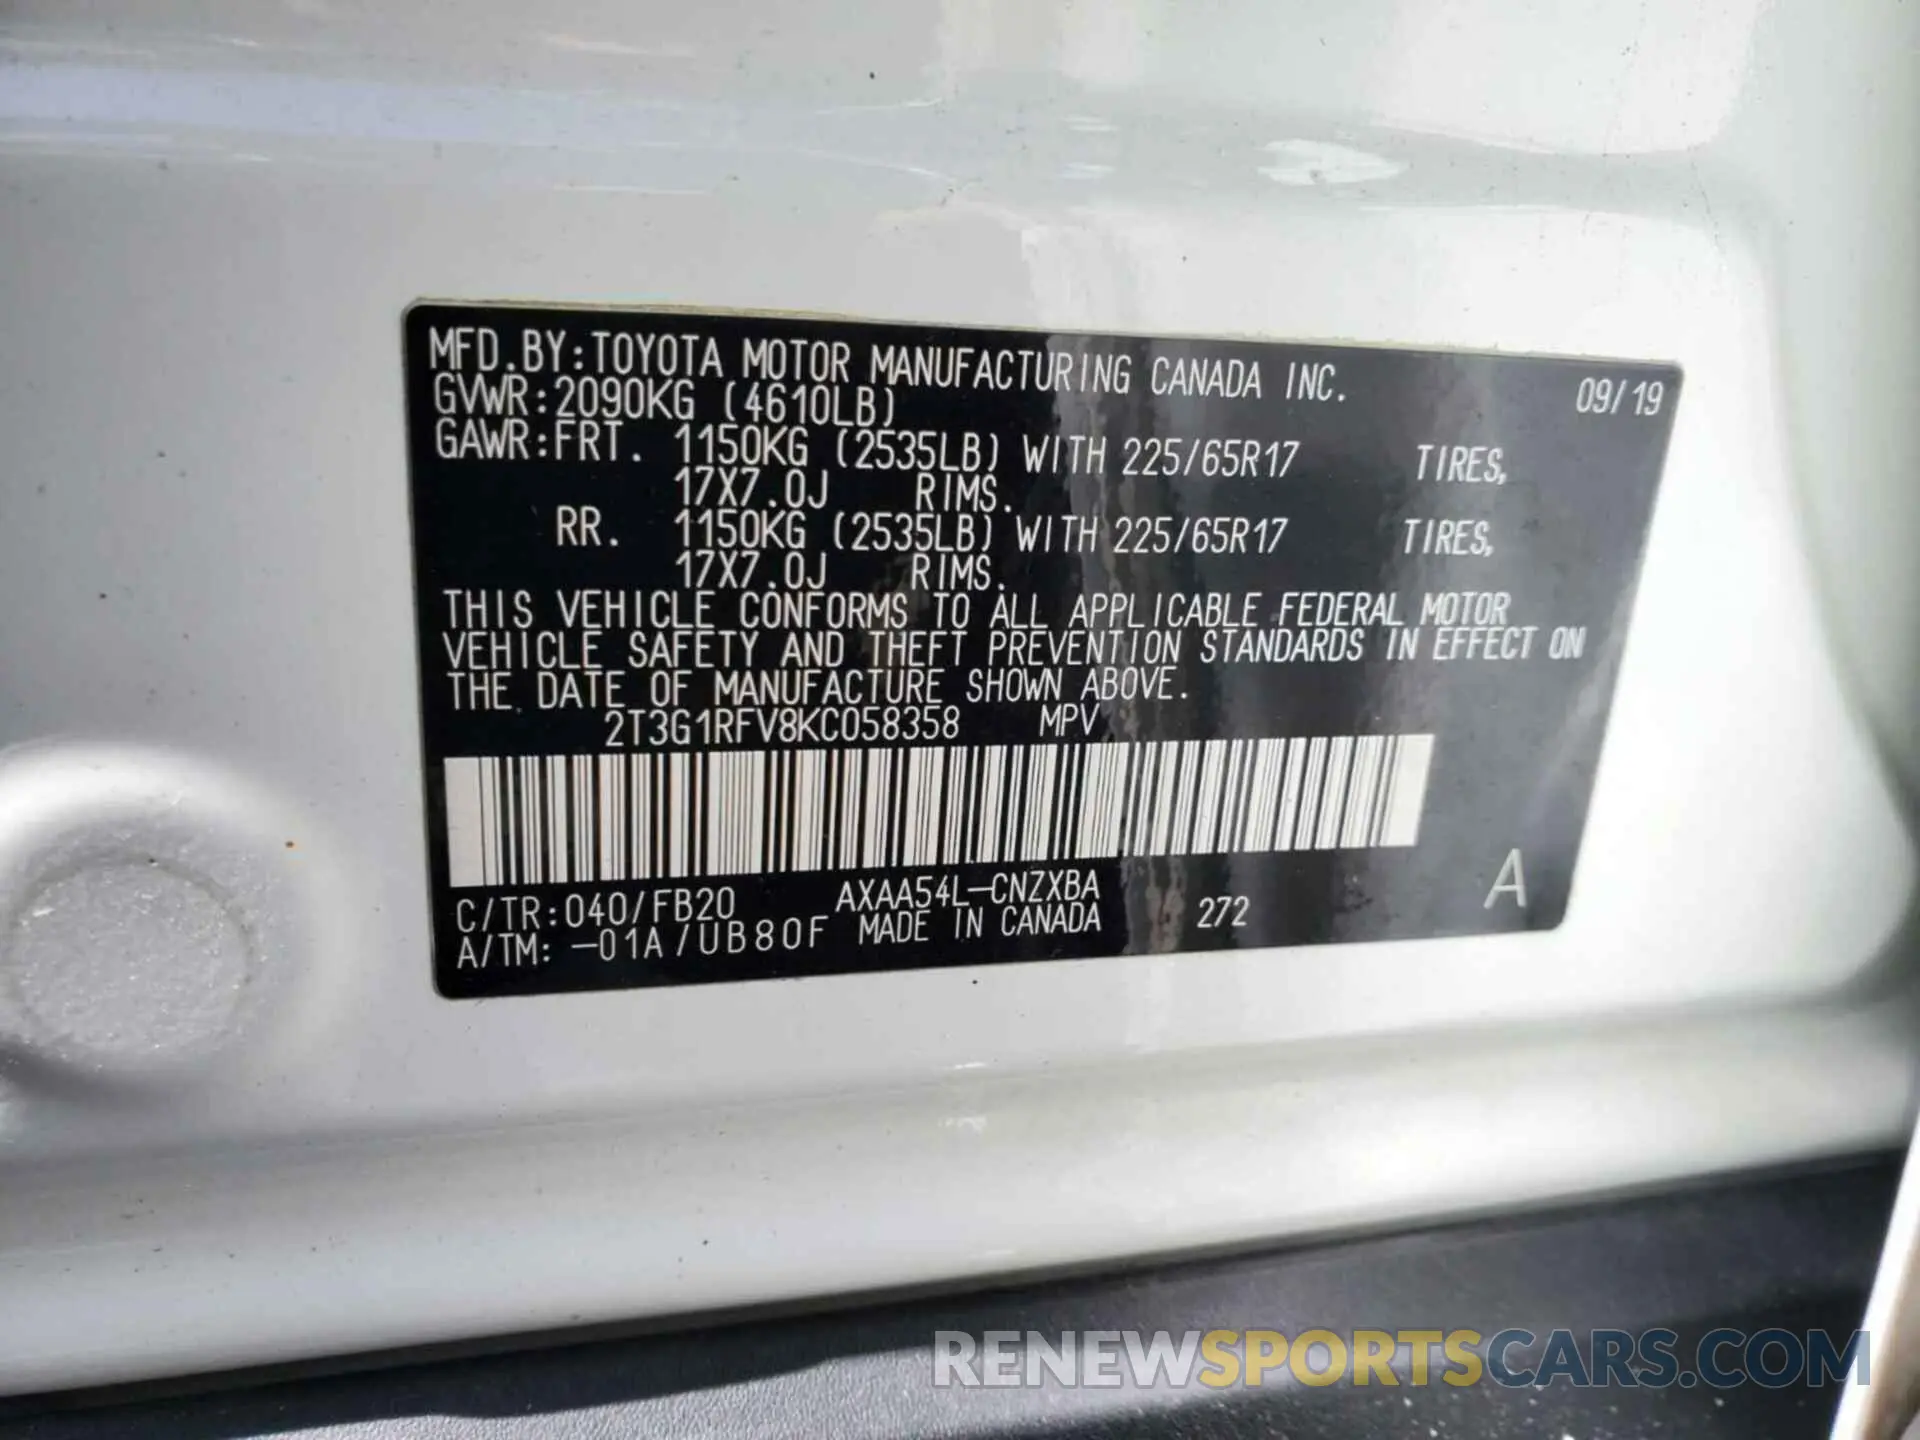 MFD.BY:TOYOTA MOTOR MANUFACTURING CANADA INC. 09/19
GVWR:2090KG (4610LB)
GAWR:FRT. 1150KG (2535LB) WITH 225/65R17 TIRES,
17X7.0J RIMS.
RR. 1150KG (2535LB) WITH 225/65R17 TIRES,
17X7.0J RIMS.
THIS VEHICLE CONFORMS TO ALL APPLICABLE FEDERAL MOTOR
VEHICLE SAFETY AND THEFT PREVENTION STANDARDS IN EFFECT ON
THE DATE OF MANUFACTURE SHOWN ABOVE.
2T3G1RFV8KC058358 MPV
C/TR:040/FB20 AXAA54L-CNZXBA 272 A
A/TM:-01A/UB80F MADE IN CANADA
RENEWSPORTSCARS.COM